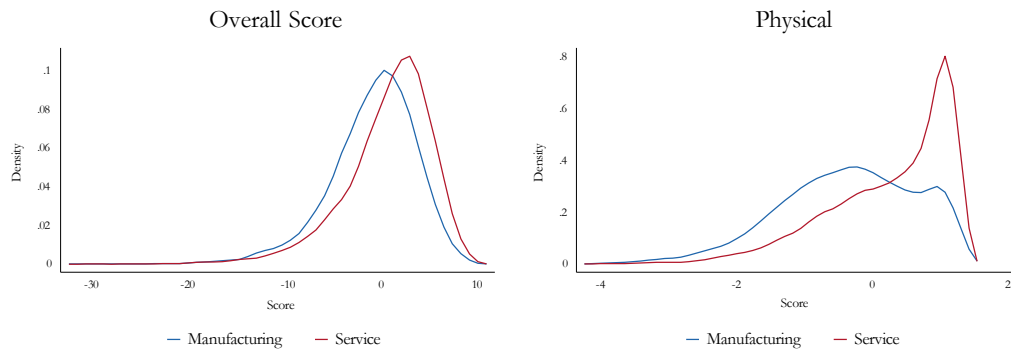 Overall Score
Density
.1
.08
.06
.04
.02
0
-30
-20
-10
0
10
Score
Manufacturing
Service
Physical
Density
.8
.6
.4
.2
0
-4
-2
0
2
Score
Manufacturing
Service